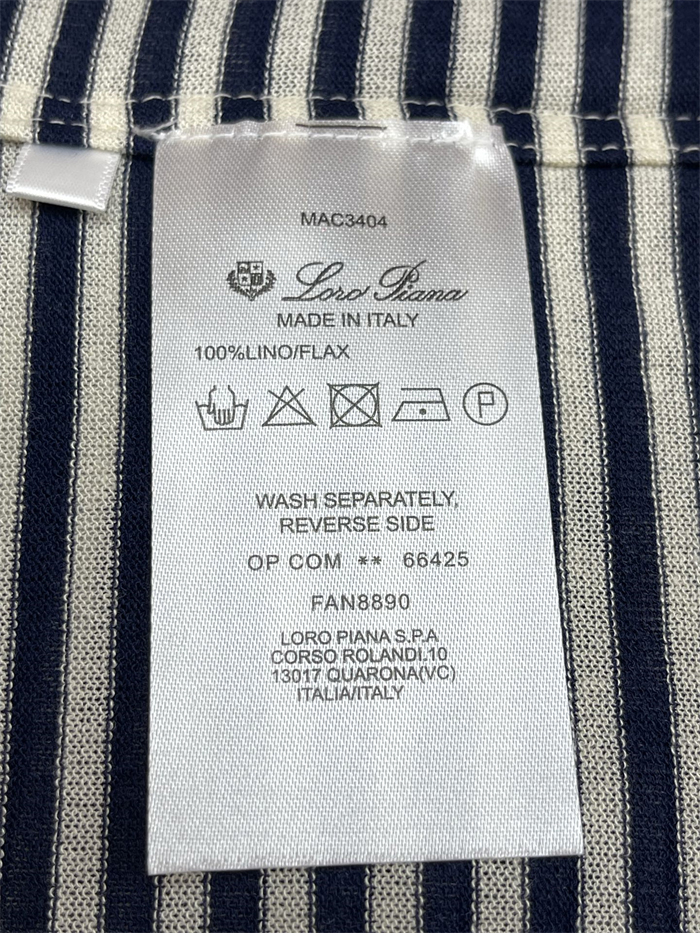 MAC3404
Loro Piana
MADE IN ITALY
100%LINO/FLAX
P
WASH SEPARATELY,
REVERSE SIDE
OP COM ** 66425
FAN8890
LORO PIANA S.P.A
CORSO ROLANDI.10
13017 QUARONA(VC)
ITALIA/ITALY